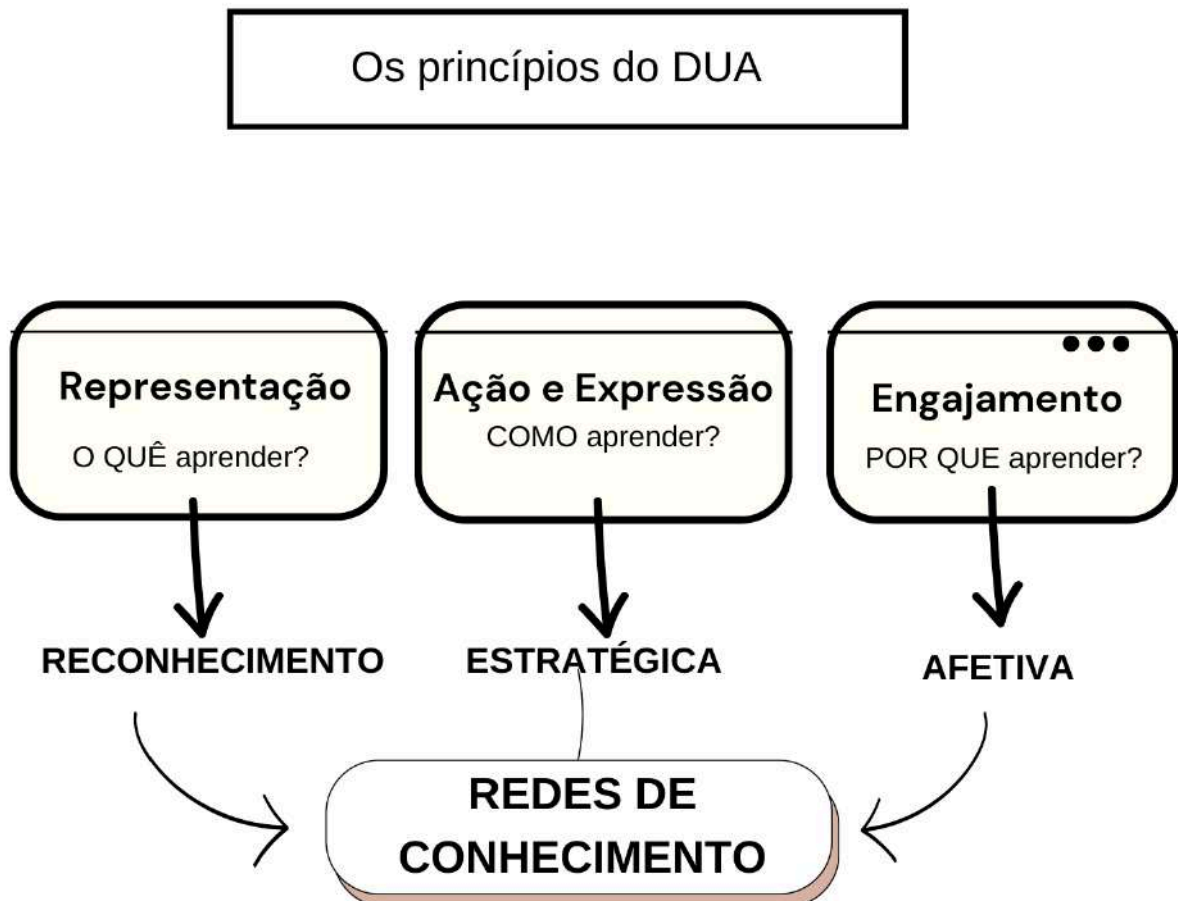 Os princípios do DUA
Representação
O QUÊ aprender?
Ação e Expressão
COMO aprender?
Engajamento
POR QUE aprender?
RECONHECIMENTO
ESTRATÉGICA
AFETIVA
REDES DE
CONHECIMENTO